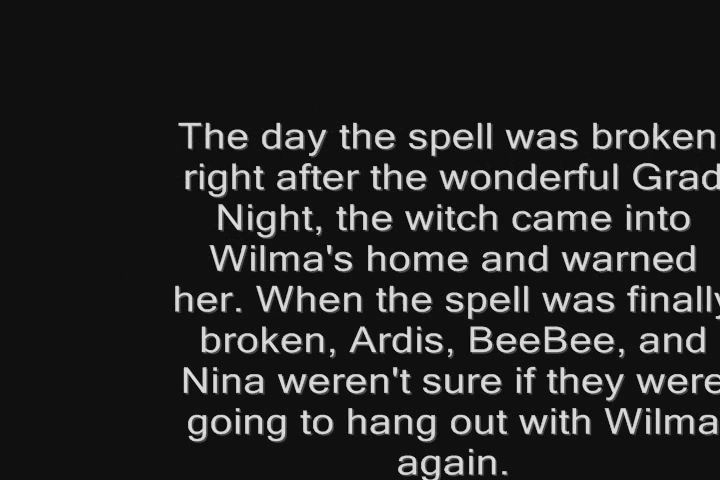 The day the spell was broken
right after the wonderful Grad
Night, the witch came into
Wilma's home and warned
her. When the spell was finally
broken, Ardis, BeeBee, and
Nina weren't sure if they were
going to hang out with Wilma
again.